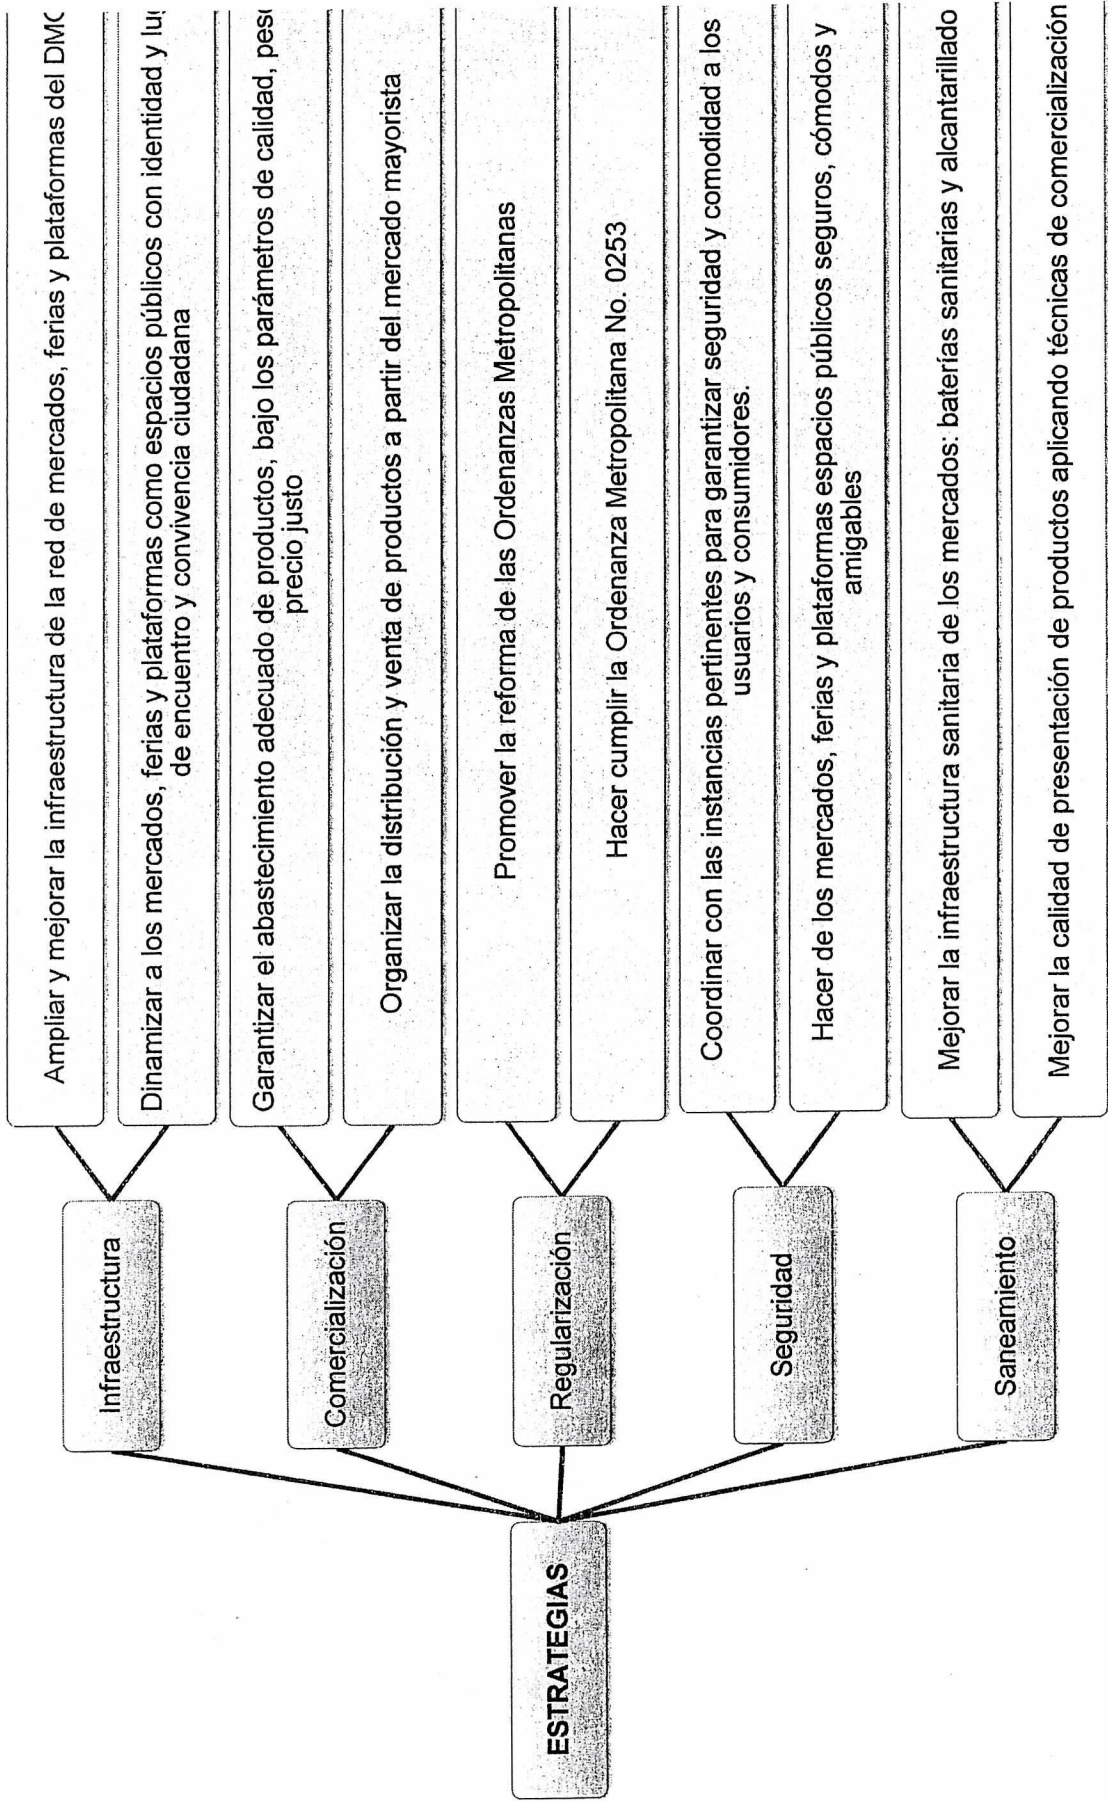 ESTRATEGIAS
Infraestructura
Ampliar y mejorar la infraestructura de la red de mercados, ferias y plataformas del
Dinamizar a los mercados, ferias y plataformas como espacios públicos con identidad y
de encuentro y convivencia ciudadana
Comercialización
Garantizar el abastecimiento adecuado de productos, bajo los parámetros de calidad,
precio justo
Organizar la distribución y venta de productos a partir del mercado mayorista
Regularización
Promover la reforma de las Ordenanzas Metropolitanas
Hacer cumplir la Ordenanza Metropolitana No. 0253
Seguridad
Coordinar con las instancias pertinentes para garantizar seguridad y comodidad a los
usuarios y consumidores.
Hacer de los mercados, ferias y plataformas espacios públicos seguros, cómodos y
amigables
Saneamiento
Mejorar la infraestructura sanitaria de los mercados: baterías sanitarias y alcantarillado
Mejorar la calidad de presentación de productos aplicando técnicas de comercialización